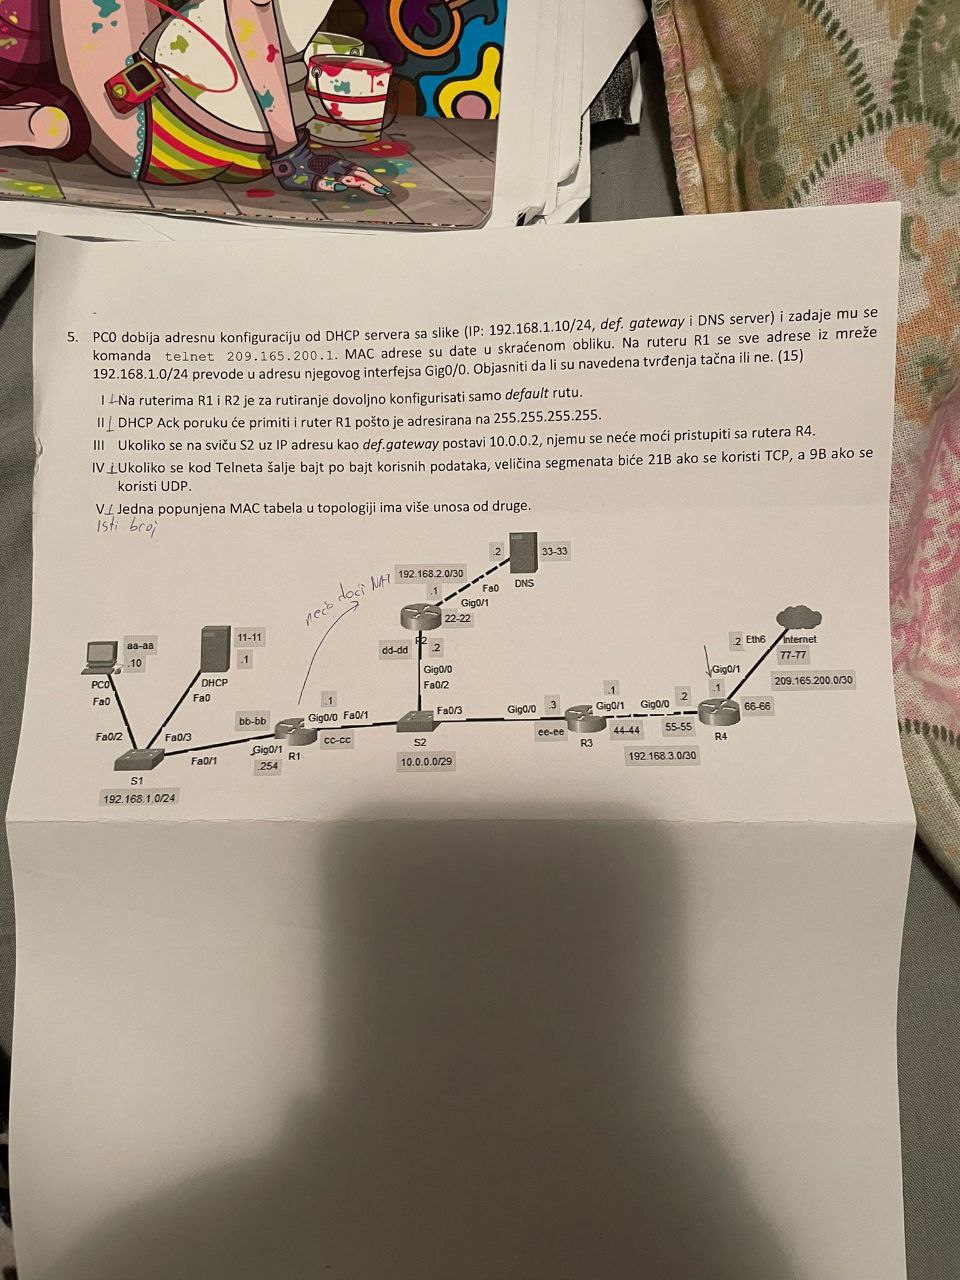 5. PC0 dobija adresnu konfiguraciju od DHCP servera sa slike (IP: 192.168.1.10/24, def. gateway i DNS server) i zadaje mu se
komanda telnet 209.165.200.1. MAC adrese su date u skraćenom obliku. Na ruteru R1 se sve adrese iz mreže
192.168.1.0/24 prevode u adresu njegovog interfejsa Gig0/0. Objasniti da li su navedena tvrđenja tačna ili ne. (15)
I ⊥ Na ruterima R1 i R2 je za rutiranje dovoljno konfigurisati samo default rutu.
II ⊥ DHCP Ack poruku će primiti i ruter R1 pošto je adresirana na 255.255.255.255.
III Ukoliko se na sviču S2 uz IP adresu kao def.gateway postavi 10.0.0.2, njemu se neće moći pristupiti sa rutera R4.
IV ⊥ Ukoliko se kod Telneta šalje bajt po bajt korisnih podataka, veličina segmenata biće 21B ako se koristi TCP, a 9B ako se
koristi UDP.
V ⊥ Jedna popunjena MAC tabela u topologiji ima više unosa od druge.
Isti broj
.2 33-33
192.168.2.0/30 DNS
neće doći NAT
.1 Fa0
Gig0/1
22-22
R2
dd-dd .2
Gig0/0
Fa0/2
aa-aa
.10
PC0
Fa0
11-11
.1
DHCP
Fa0
.2 Eth6 Internet
77-77
Gig0/1
.1
209.165.200.0/30
66-66
R4
bb-bb
.1
Gig0/0 Fa0/1
cc-cc
Gig0/1
.254
R1
Fa0/3
S2
10.0.0.0/29
Gig0/0 .3
ee-ee
R3
.1
Gig0/1
44-44
Gig0/0 .2
55-55
192.168.3.0/30
Fa0/2
Fa0/3
Fa0/1
S1
192.168.1.0/24